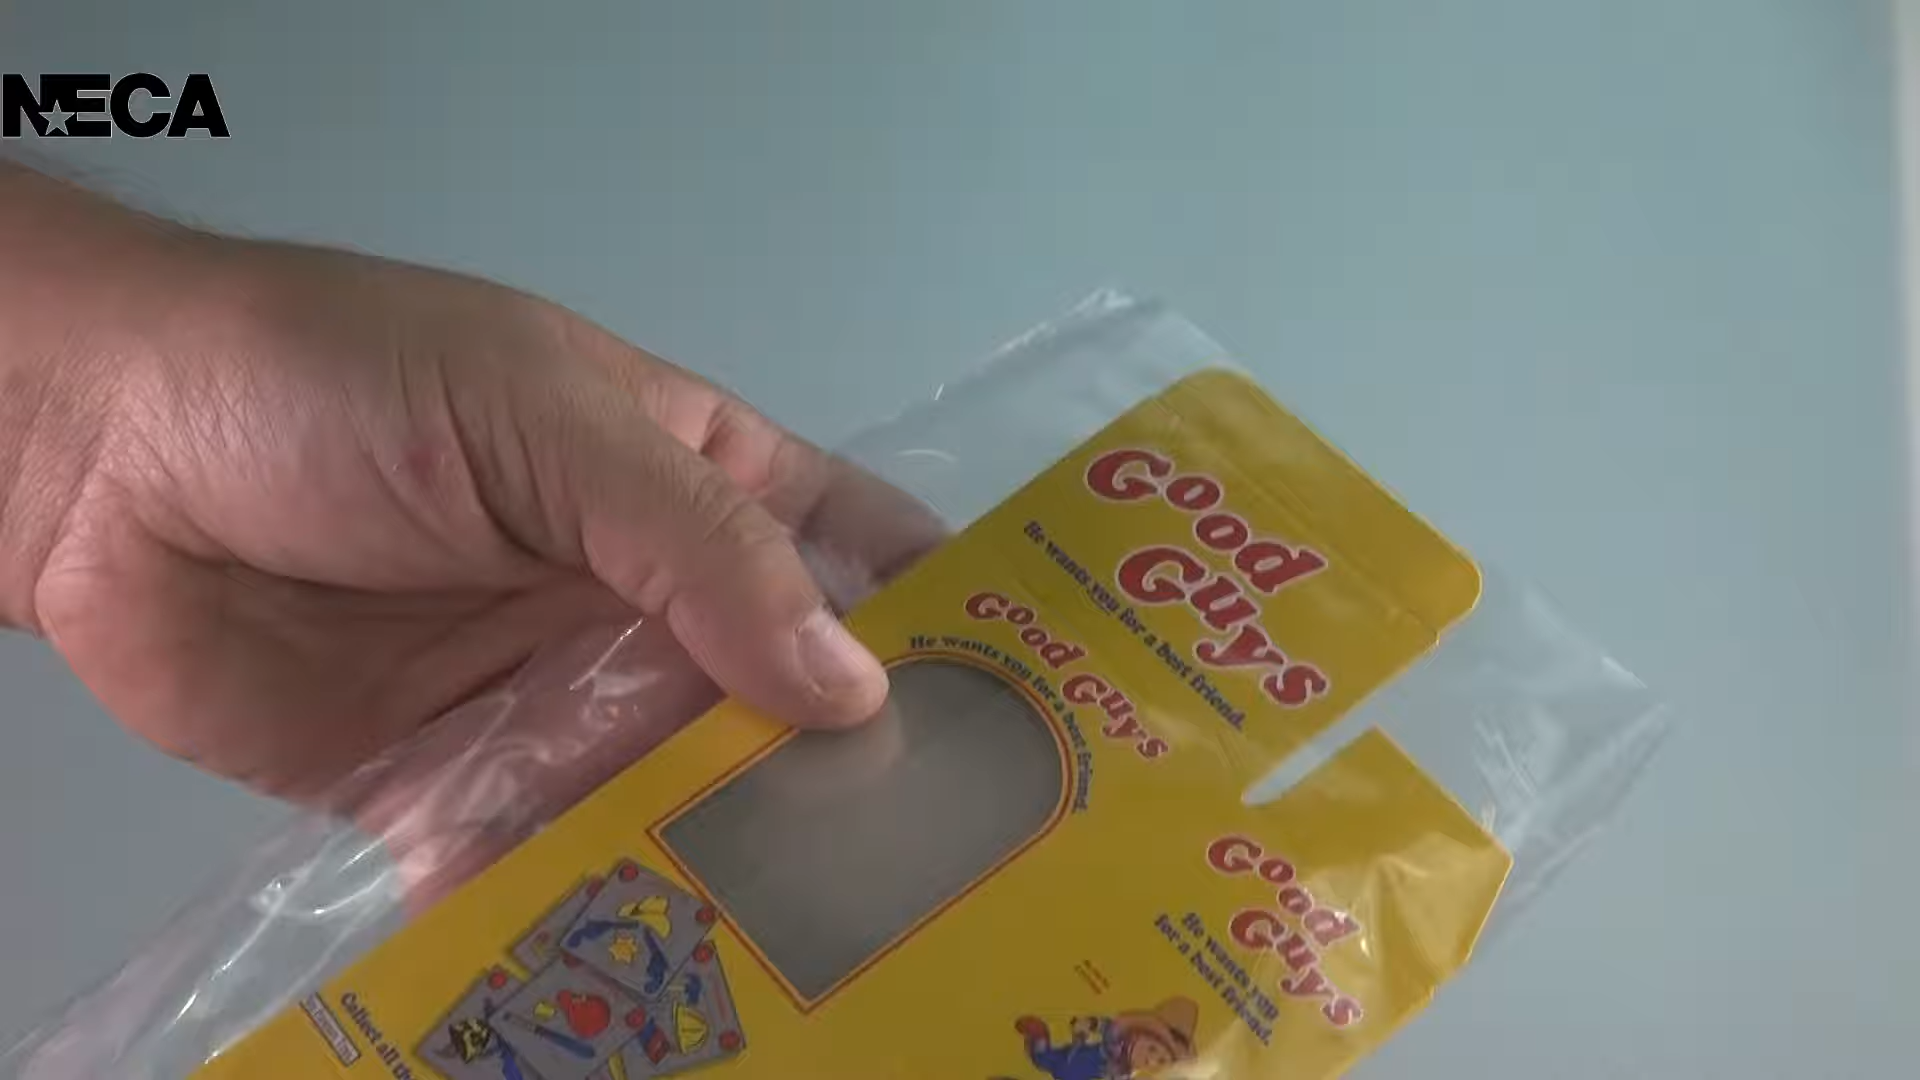 NECA
Good
Guys
He wants you for a best friend.
Good Guys
He wants you for a best friend.
Good
Guys
He wants you
for a best friend.
Collect all the